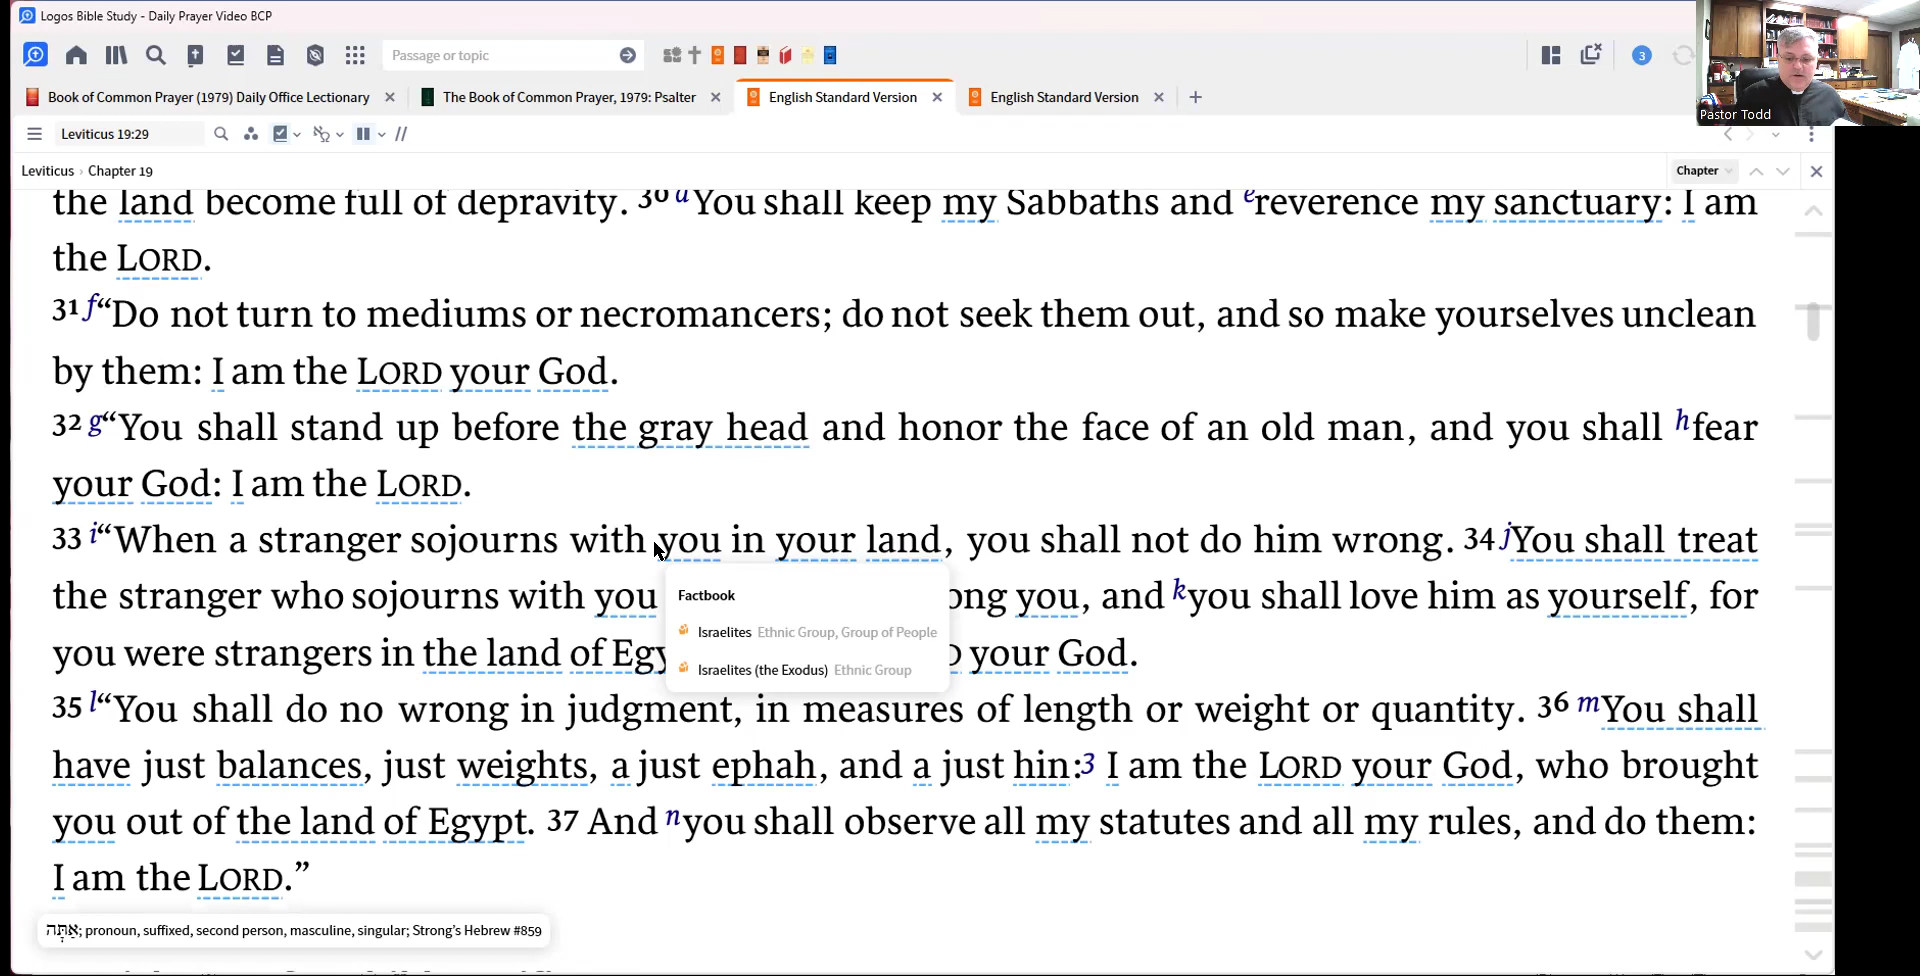 Logos Bible Study - Daily Prayer Video BCP
Passage or topic
3
Book of Common Prayer (1979) Daily Office Lectionary
The Book of Common Prayer, 1979: Psalter
English Standard Version
English Standard Version
Pastor Todd
Leviticus 19:29
Leviticus › Chapter 19
Chapter
the land become full of depravity. 30 d You shall keep my Sabbaths and e reverence my sanctuary: I am
the LORD.
31 f “Do not turn to mediums or necromancers; do not seek them out, and so make yourselves unclean
by them: I am the LORD your God.
32 g “You shall stand up before the gray head and honor the face of an old man, and you shall h fear
your God: I am the LORD.
33 i “When a stranger sojourns with you in your land, you shall not do him wrong. 34 j You shall treat
the stranger who sojourns with you ong you, and k you shall love him as yourself, for
you were strangers in the land of Egy your God.
Factbook
Israelites Ethnic Group, Group of People
Israelites (the Exodus) Ethnic Group
35 l “You shall do no wrong in judgment, in measures of length or weight or quantity. 36 m You shall
have just balances, just weights, a just ephah, and a just hin:3 I am the LORD your God, who brought
you out of the land of Egypt. 37 And n you shall observe all my statutes and all my rules, and do them:
I am the LORD.”
אַתָּה; pronoun, suffixed, second person, masculine, singular; Strong’s Hebrew #859